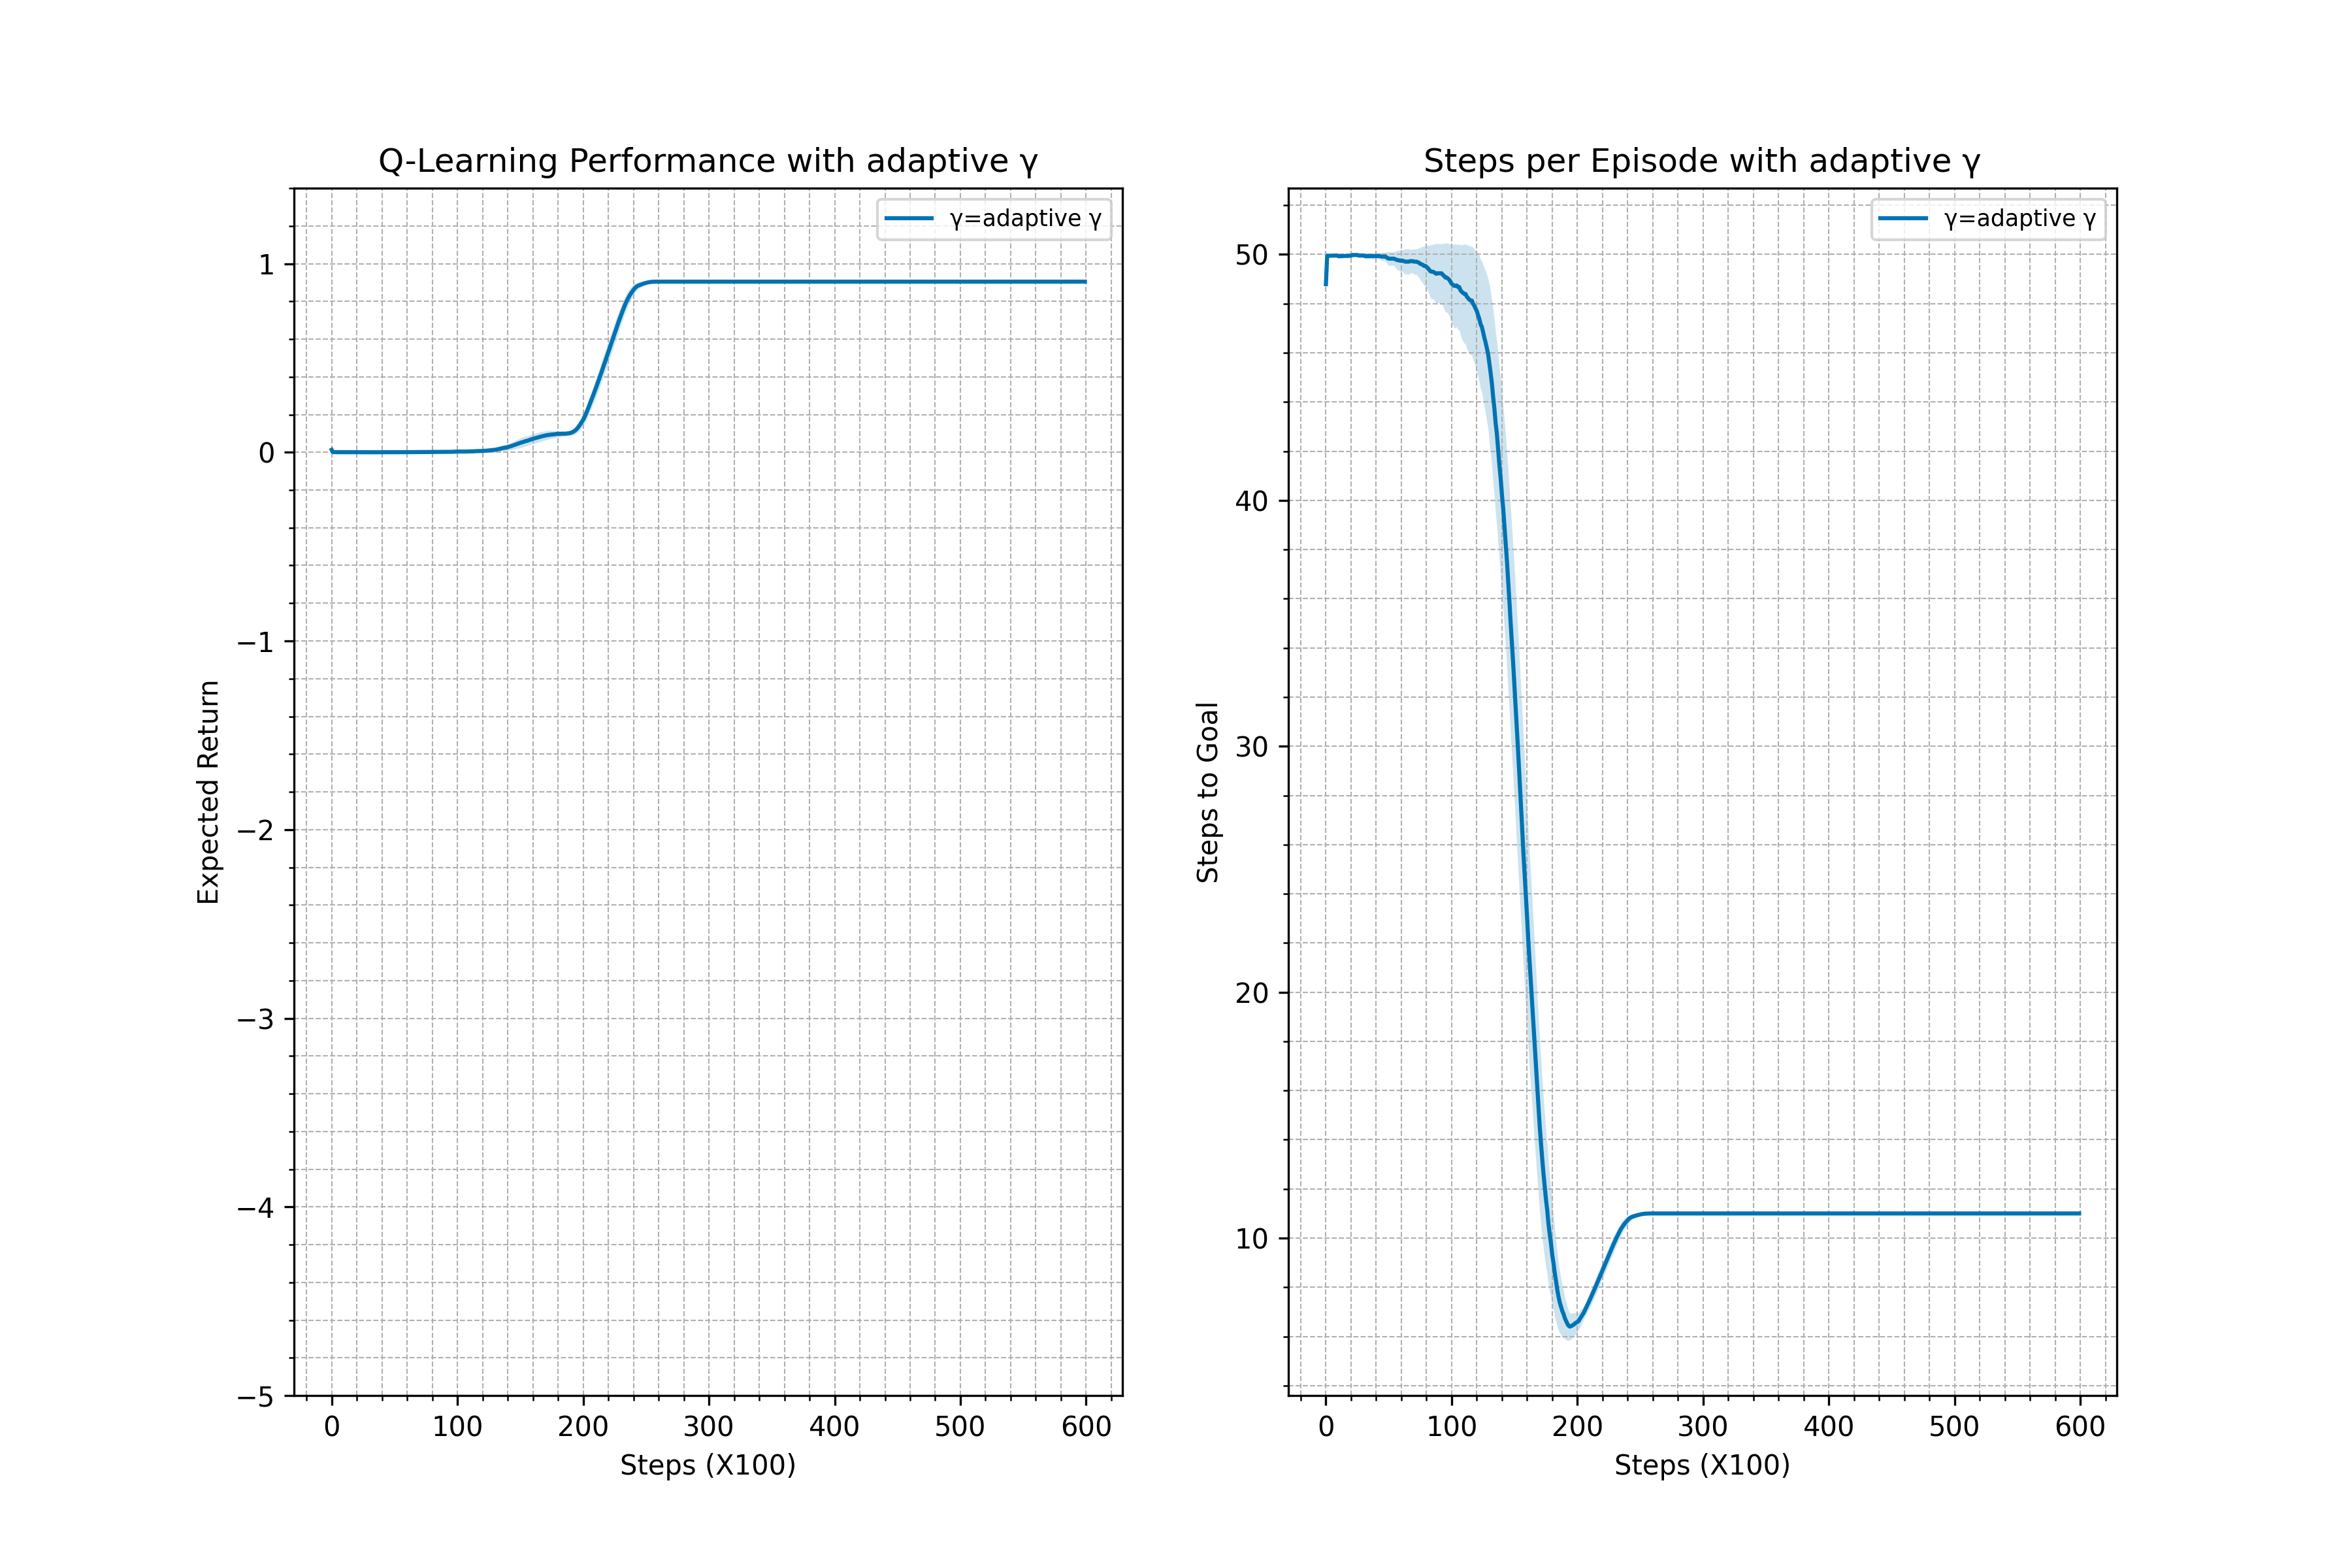 Q-Learning Performance with adaptive γ
γ=adaptive γ
Expected Return
1
0
−1
−2
−3
−4
−5
0 100 200 300 400 500 600
Steps (X100)
Steps per Episode with adaptive γ
γ=adaptive γ
Steps to Goal
50
40
30
20
10
0 100 200 300 400 500 600
Steps (X100)